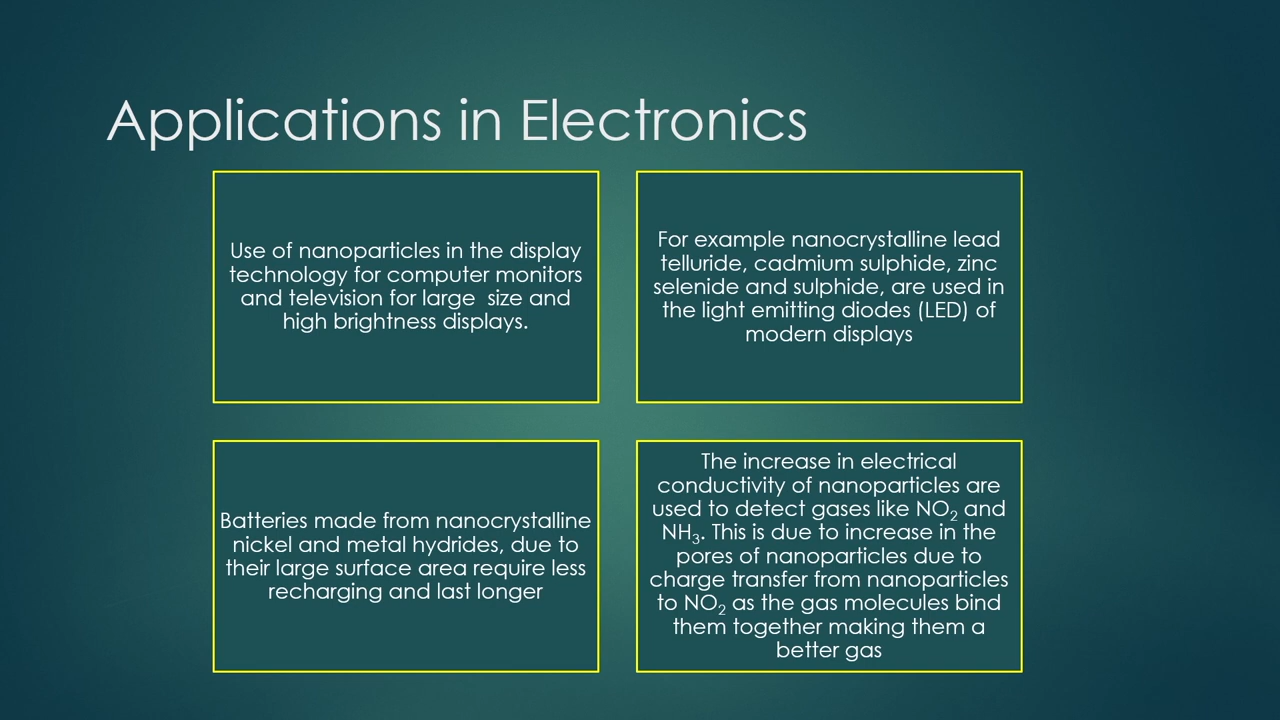 Applications in Electronics
Use of nanoparticles in the display
technology for computer monitors
and television for large  size and
high brightness displays.
For example nanocrystalline lead
telluride, cadmium sulphide, zinc
selenide and sulphide, are used in
the light emitting diodes (LED) of
modern displays
Batteries made from nanocrystalline
nickel and metal hydrides, due to
their large surface area require less
recharging and last longer
The increase in electrical
conductivity of nanoparticles are
used to detect gases like NO₂ and
NH₃. This is due to increase in the
pores of nanoparticles due to
charge transfer from nanoparticles
to NO₂ as the gas molecules bind
them together making them a
better gas